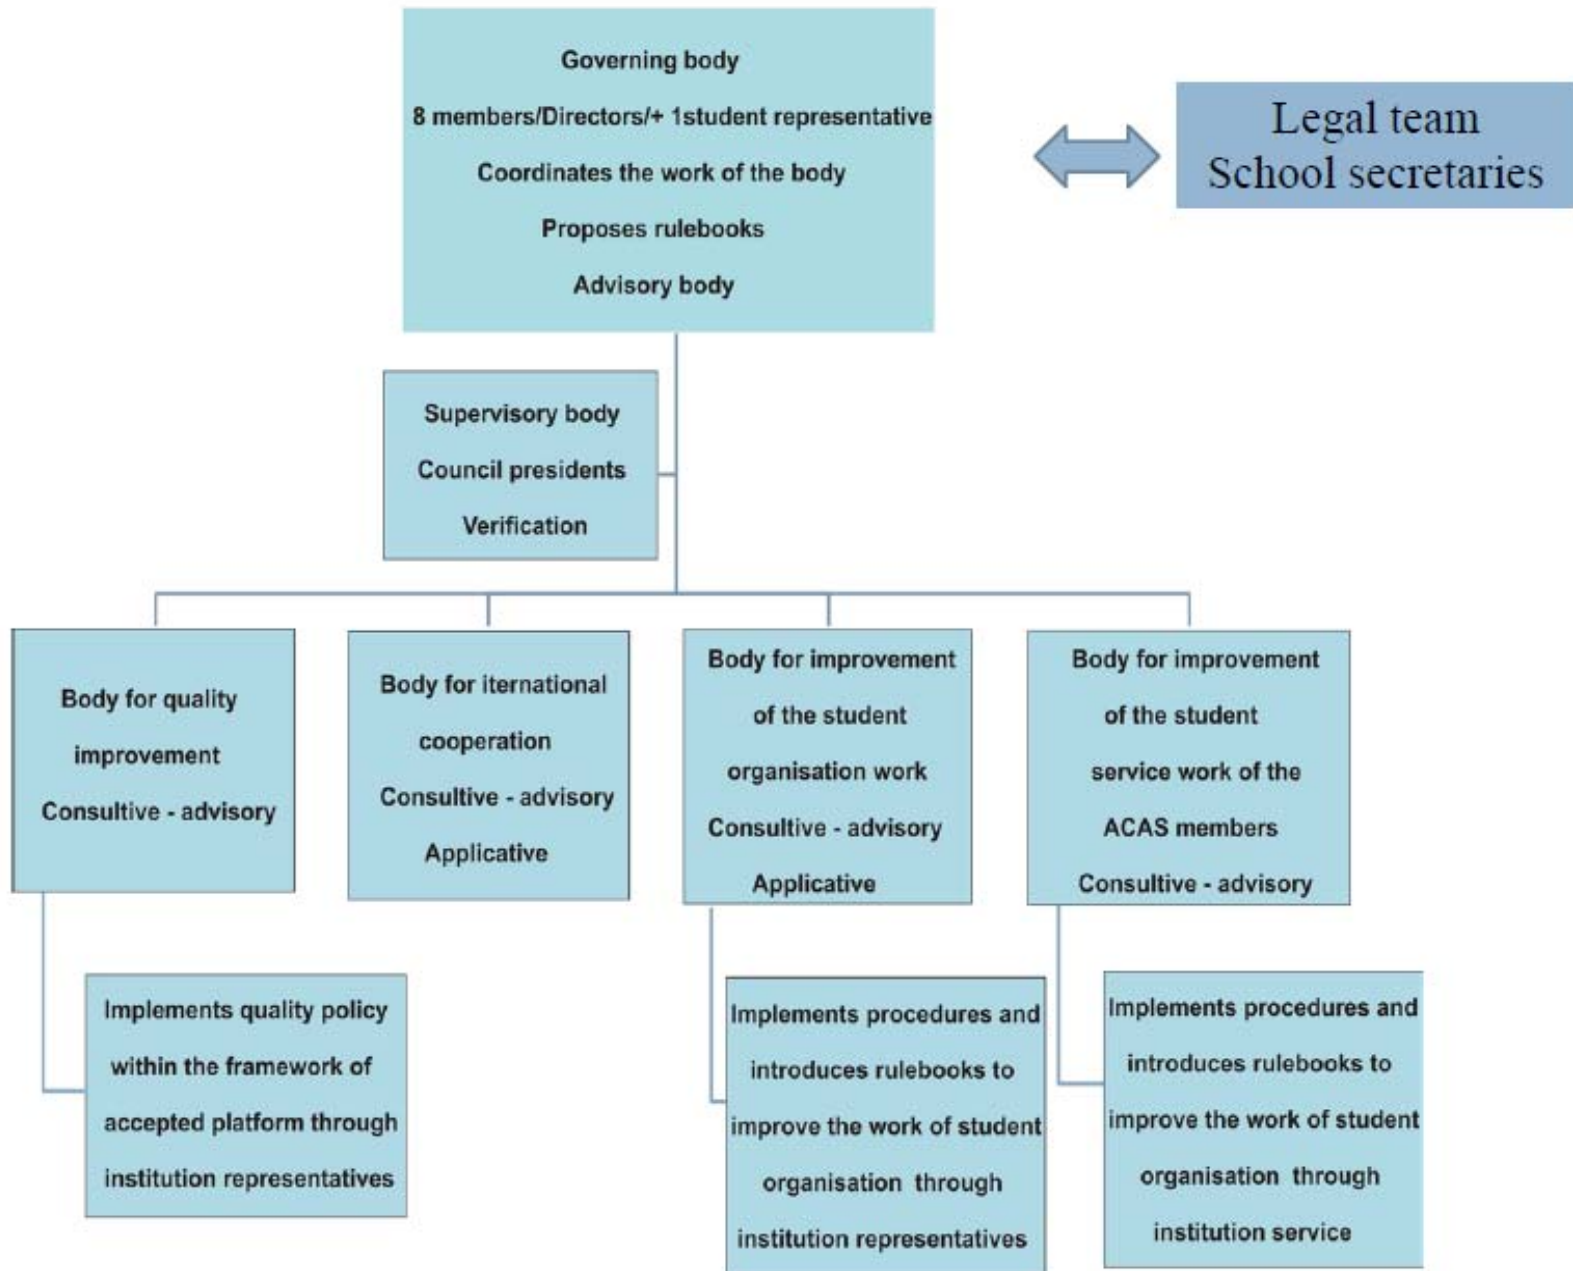 Governing body
8 members/Directors/+ 1student representative
Coordinates the work of the body
Proposes rulebooks
Advisory body
Legal team
School secretaries
Supervisory body
Council presidents
Verification
Body for quality
improvement
Consultive - advisory
Body for iternational
cooperation
Consultive - advisory
Applicative
Body for improvement
of the student
organisation work
Consultive - advisory
Applicative
Body for improvement
of the student
service work of the
ACAS members
Consultive - advisory
Implements quality policy
within the framework of
accepted platform through
institution representatives
Implements procedures and
introduces rulebooks to
improve the work of student
organisation through
institution representatives
Implements procedures and
introduces rulebooks to
improve the work of student
organisation through
institution service